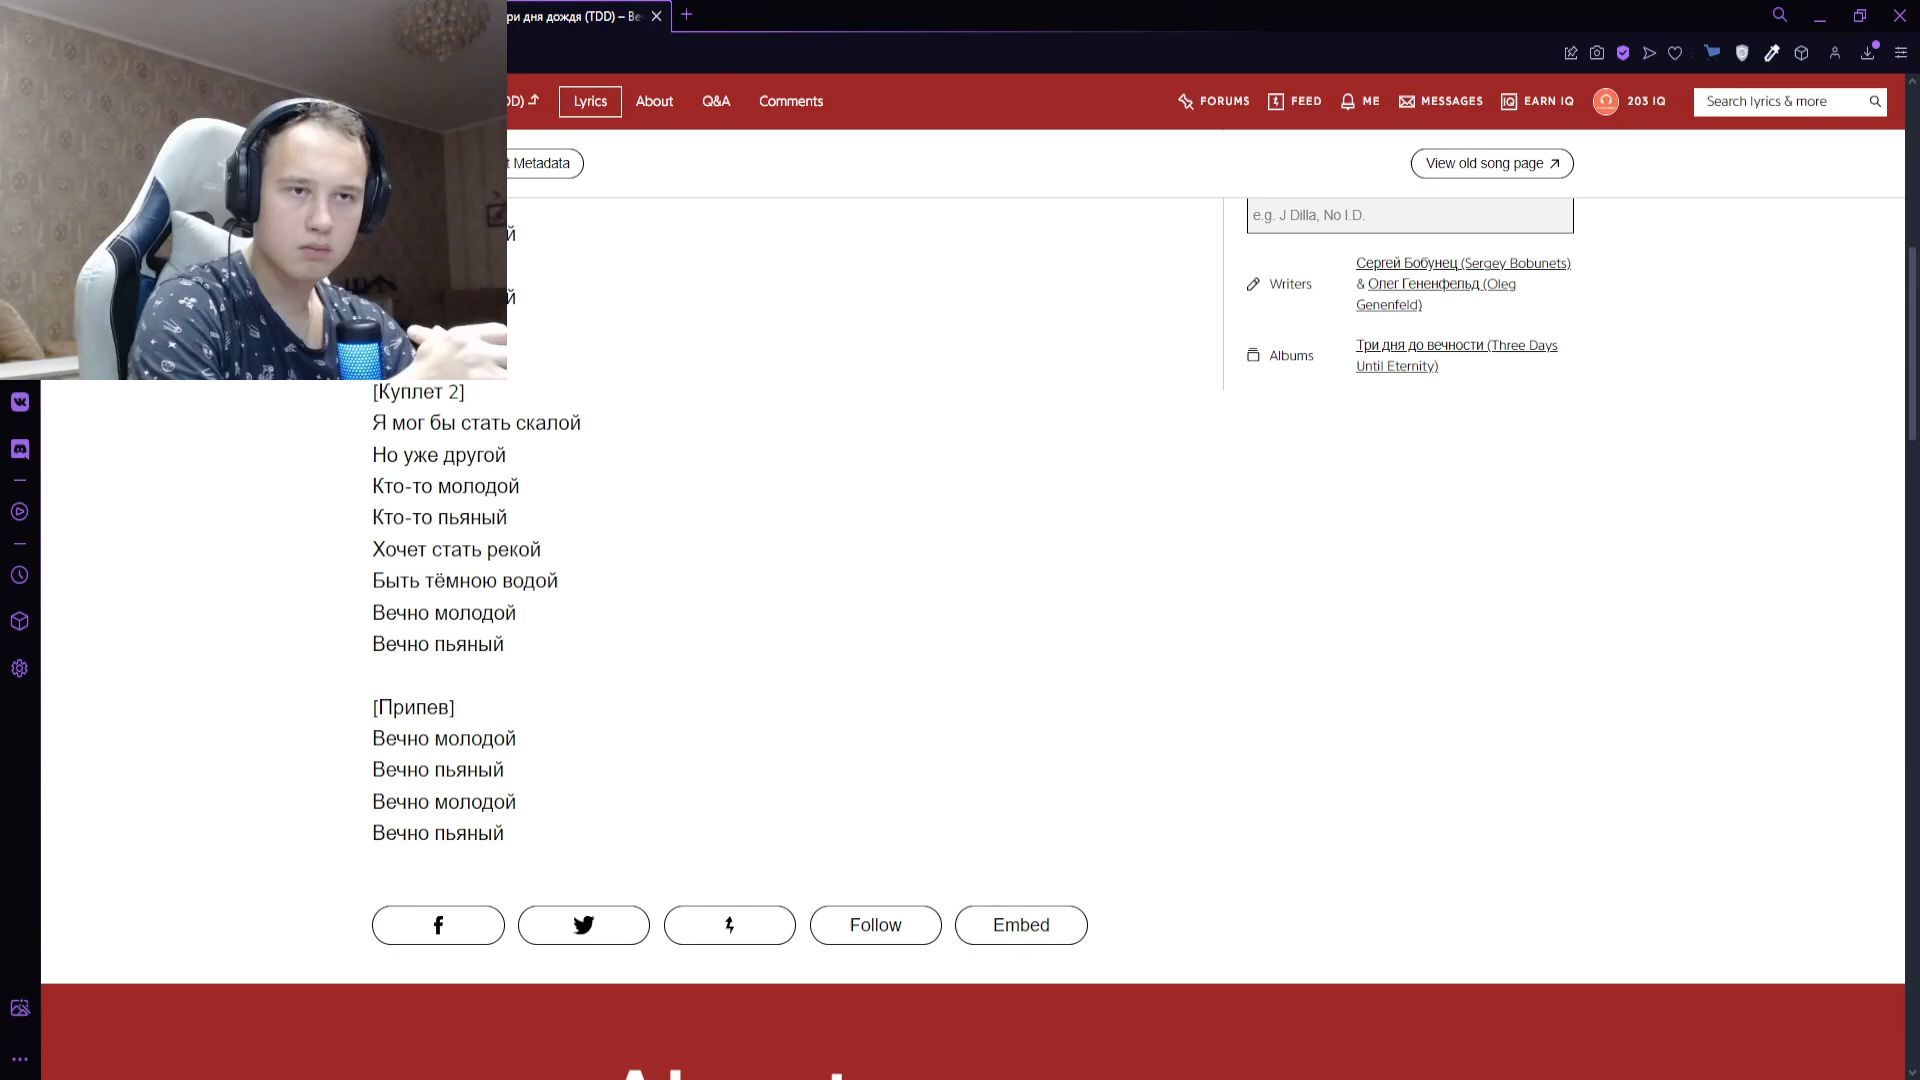 ри дня дождя (TDD) – Ве
DD)
Lyrics
About
Q&A
Comments
FORUMS
FEED
ME
MESSAGES
EARN IQ
203 IQ
Search lyrics & more
t Metadata
View old song page
e.g. J Dilla, No I.D.
й
й
Writers
Сергей Бобунец (Sergey Bobunets)
& Олег Гененфельд (Oleg
Genenfeld)
Albums
Три дня до вечности (Three Days
Until Eternity)
[Куплет 2]
Я мог бы стать скалой
Но уже другой
Кто-то молодой
Кто-то пьяный
Хочет стать рекой
Быть тёмною водой
Вечно молодой
Вечно пьяный
[Припев]
Вечно молодой
Вечно пьяный
Вечно молодой
Вечно пьяный
Follow
Embed